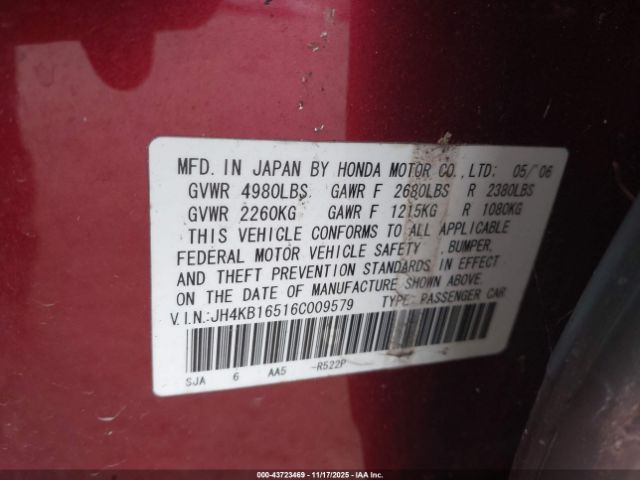 MFD. IN JAPAN BY HONDA MOTOR CO.,LTD: 05/'06
GVWR 4980LBS. GAWR F 2680LBS R 2380LBS
GVWR 2260KG GAWR F 1215KG R 1080KG
THIS VEHICLE CONFORMS TO ALL APPLICABLE
FEDERAL MOTOR VEHICLE SAFETY , BUMPER,
AND THEFT PREVENTION STANDARDS IN EFFECT
ON THE DATE OF MANUFACTURE SHOWN ABOVE.
V.I.N.:JH4KB16516C009579 TYPE: PASSENGER CAR
SJA 6 AA5 -R522P
000-43723469 - 11/17/2025 - IAAI.com